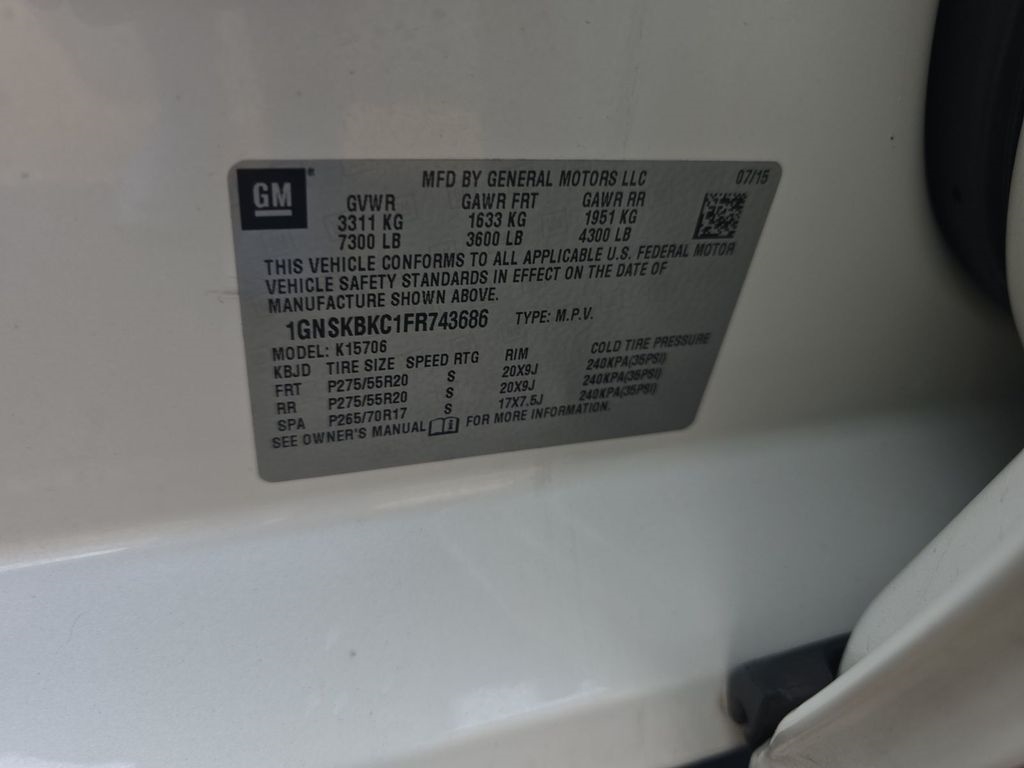 GM
MFD BY GENERAL MOTORS LLC 07/15
GVWR GAWR FRT GAWR RR
3311 KG 1633 KG 1951 KG
7300 LB 3600 LB 4300 LB
THIS VEHICLE CONFORMS TO ALL APPLICABLE U.S. FEDERAL MOTOR
VEHICLE SAFETY STANDARDS IN EFFECT ON THE DATE OF
MANUFACTURE SHOWN ABOVE.
1GNSKBKC1FR743686 TYPE: M.P.V.
MODEL: K15706
KBJD TIRE SIZE SPEED RTG RIM COLD TIRE PRESSURE
FRT P275/55R20 S 20X9J 240KPA(35PSI)
RR P275/55R20 S 20X9J 240KPA(35PSI)
SPA P265/70R17 S 17X7.5J 240KPA(35PSI)
SEE OWNER'S MANUAL FOR MORE INFORMATION.